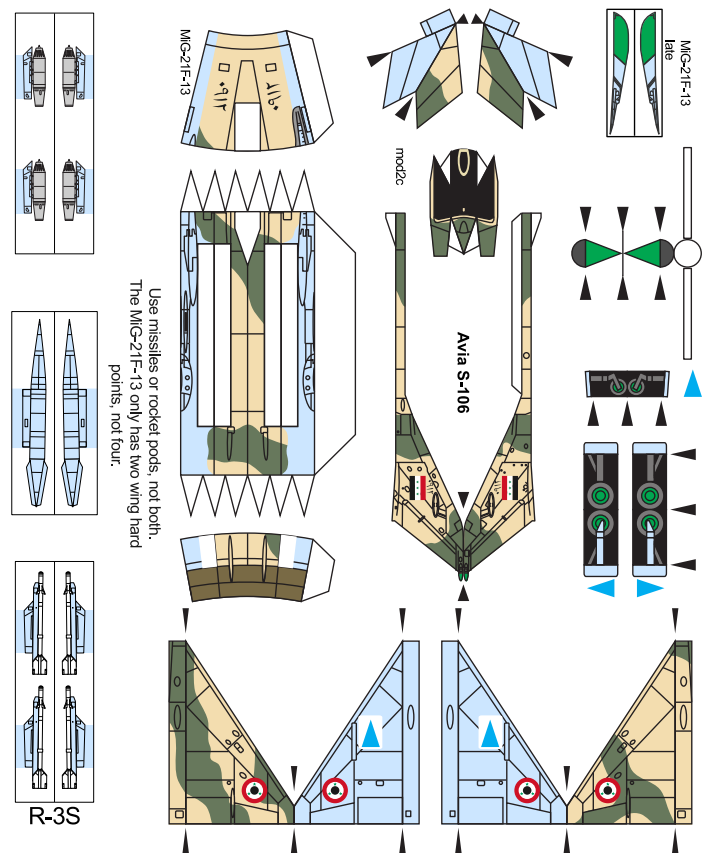 MiG-21F-13
late
MiG-21F-13
mod2c
Avia S-106
Use missiles or rocket pods, not both.
The MiG-21F-13 only has two wing hard
points, not four.
R-3S